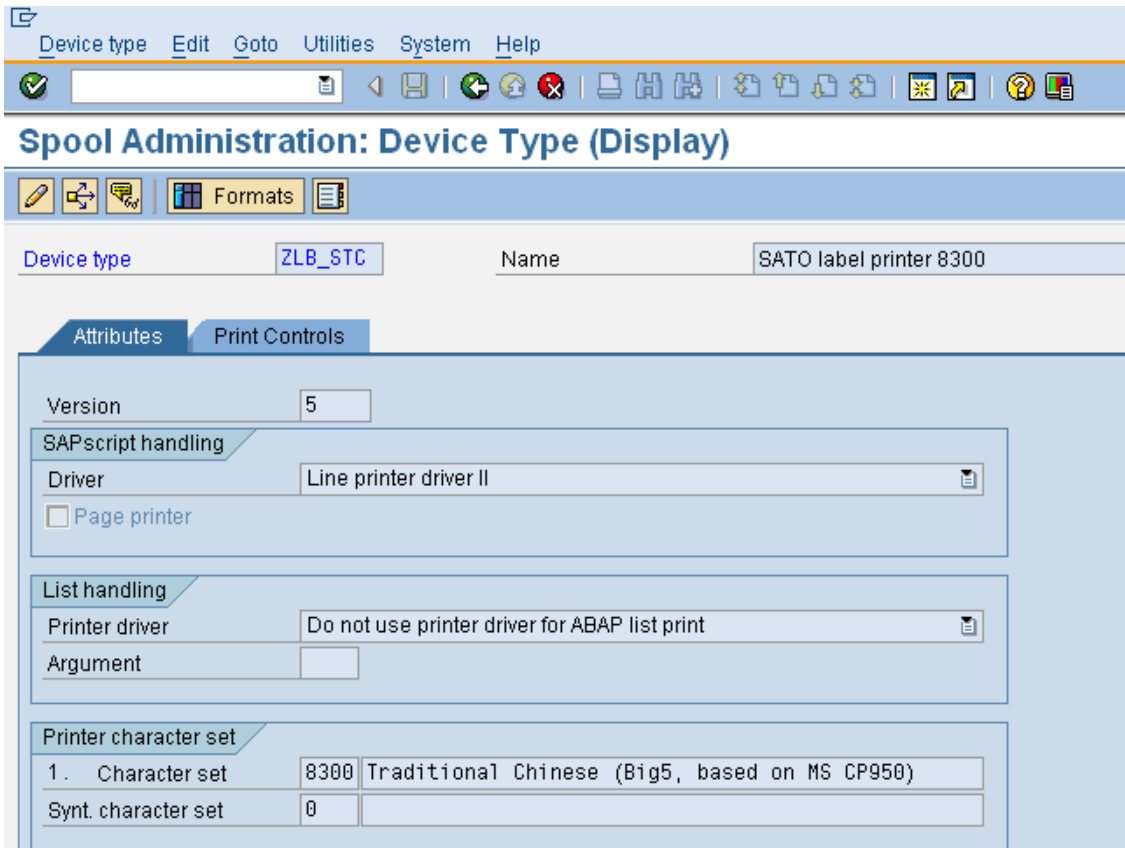 Device type Edit Goto Utilities System Help
Spool Administration: Device Type (Display)
Formats
Device type ZLB_STC Name SATO label printer 8300
Attributes Print Controls
Version 5
SAPscript handling
Driver Line printer driver II
Page printer
List handling
Printer driver Do not use printer driver for ABAP list print
Argument
Printer character set
1. Character set 8300 Traditional Chinese (Big5, based on MS CP950)
Synt. character set 0